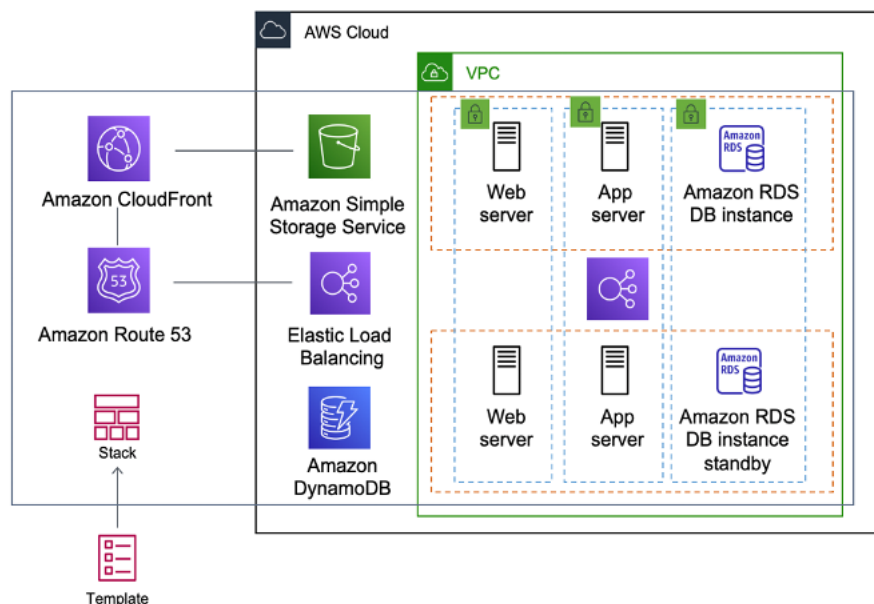 AWS Cloud
VPC
Amazon CloudFront
Amazon Simple
Storage Service
Web
server
App
server
Amazon
RDS
Amazon RDS
DB instance
53
Amazon Route 53
Elastic Load
Balancing
Web
server
App
server
Amazon
RDS
Amazon RDS
DB instance
standby
Stack
Amazon
DynamoDB
Template